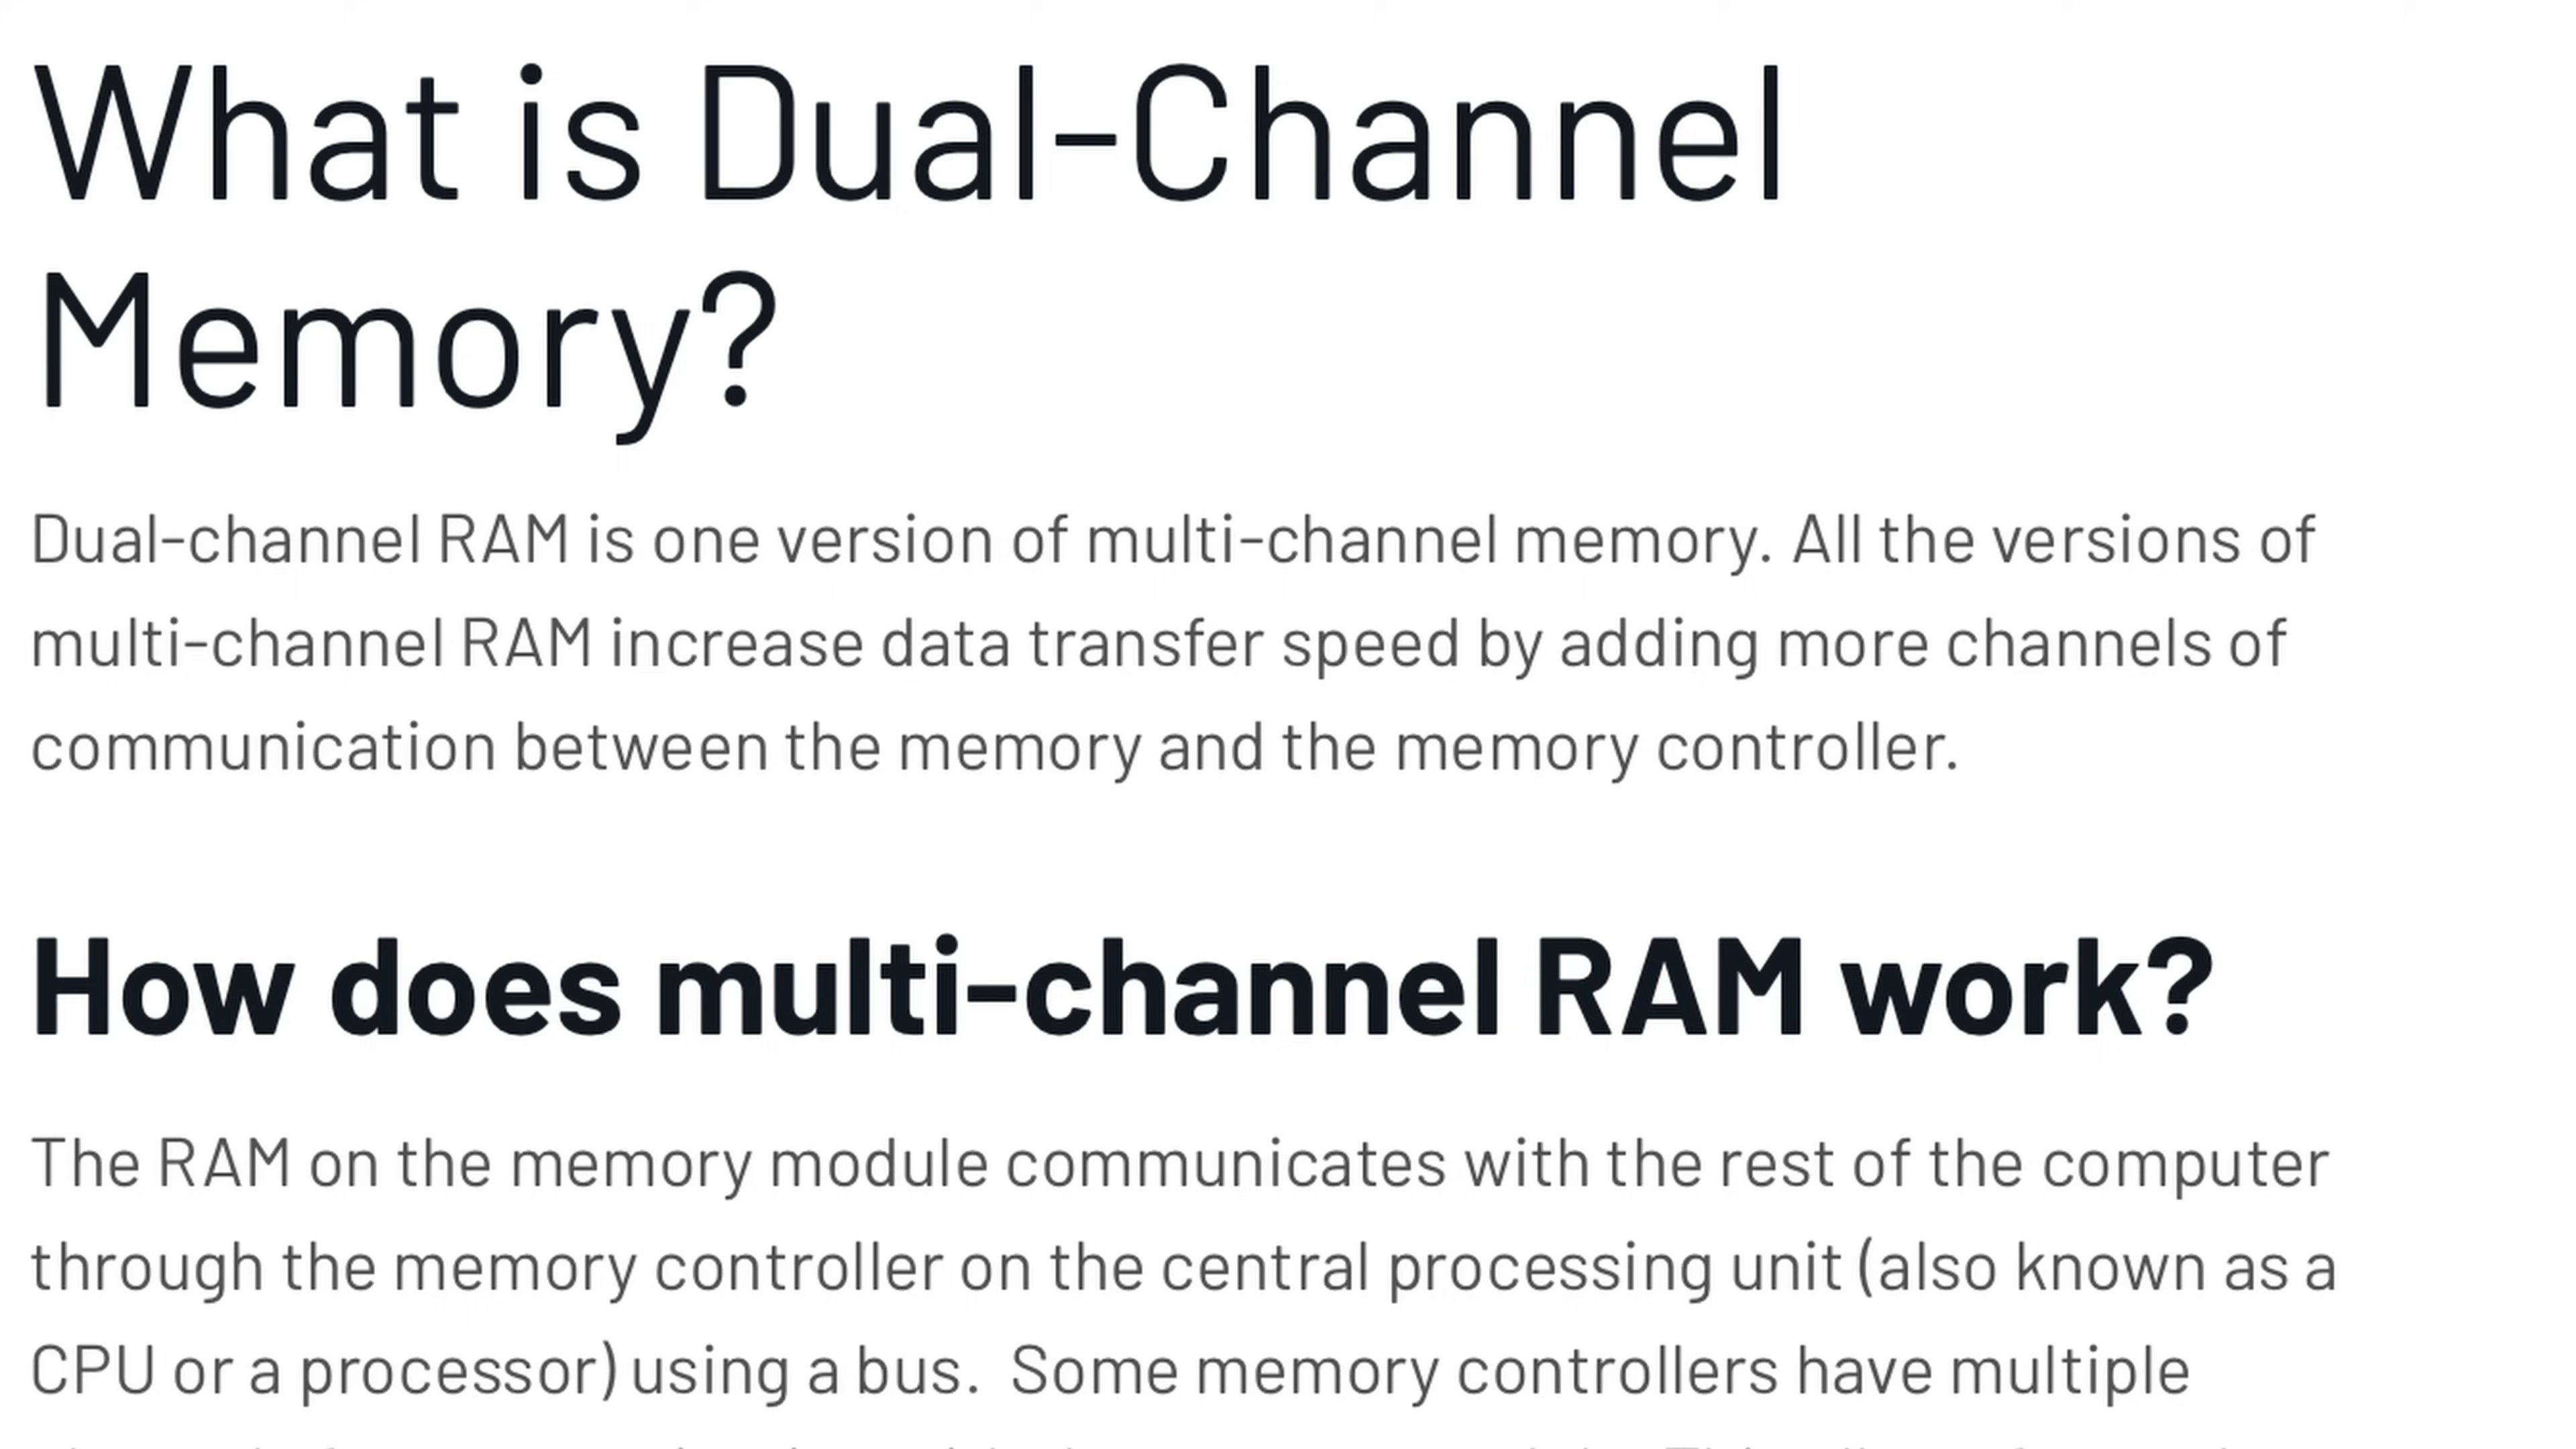 What is Dual-Channel
Memory?
Dual-channel RAM is one version of multi-channel memory. All the versions of
multi-channel RAM increase data transfer speed by adding more channels of
communication between the memory and the memory controller.
How does multi-channel RAM work?
The RAM on the memory module communicates with the rest of the computer
through the memory controller on the central processing unit (also known as a
CPU or a processor) using a bus.  Some memory controllers have multiple